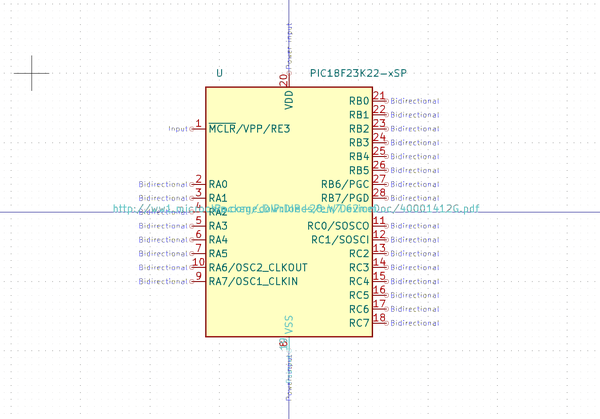 Power input
20
U
PIC18F23K22-xSP
VDD
1
Input
MCLR/VPP/RE3
RB0 21 Bidirectional
RB1 22 Bidirectional
RB2 23 Bidirectional
RB3 24 Bidirectional
RB4 25 Bidirectional
RB5 26 Bidirectional
Bidirectional 2 RA0
RB6/PGC 27 Bidirectional
Bidirectional 3 RA1
RB7/PGD 28 Bidirectional
Bidirectional 4 RA2
Bidirectional 5 RA3
RC0/SOSCO 11 Bidirectional
Bidirectional 6 RA4
RC1/SOSCI 12 Bidirectional
Bidirectional 7 RA5
RC2 13 Bidirectional
Bidirectional 10 RA6/OSC2_CLKOUT
RC3 14 Bidirectional
Bidirectional 9 RA7/OSC1_CLKIN
RC4 15 Bidirectional
RC5 16 Bidirectional
RC6 17 Bidirectional
RC7 18 Bidirectional
VSS
Power input